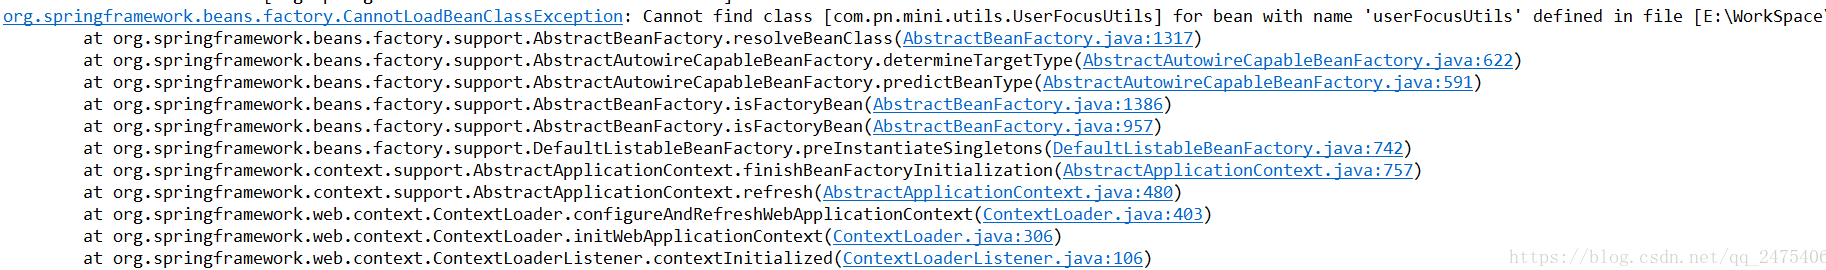 org.springframework.beans.factory.CannotLoadBeanClassException: Cannot find class [com.pn.mini.utils.UserFocusUtils] for bean with name 'userFocusUtils' defined in file [E:\WorkSpace\
at org.springframework.beans.factory.support.AbstractBeanFactory.resolveBeanClass(AbstractBeanFactory.java:1317)
at org.springframework.beans.factory.support.AbstractAutowireCapableBeanFactory.determineTargetType(AbstractAutowireCapableBeanFactory.java:622)
at org.springframework.beans.factory.support.AbstractAutowireCapableBeanFactory.predictBeanType(AbstractAutowireCapableBeanFactory.java:591)
at org.springframework.beans.factory.support.AbstractBeanFactory.isFactoryBean(AbstractBeanFactory.java:1386)
at org.springframework.beans.factory.support.AbstractBeanFactory.isFactoryBean(AbstractBeanFactory.java:957)
at org.springframework.beans.factory.support.DefaultListableBeanFactory.preInstantiateSingletons(DefaultListableBeanFactory.java:742)
at org.springframework.context.support.AbstractApplicationContext.finishBeanFactoryInitialization(AbstractApplicationContext.java:757)
at org.springframework.context.support.AbstractApplicationContext.refresh(AbstractApplicationContext.java:480)
at org.springframework.web.context.ContextLoader.configureAndRefreshWebApplicationContext(ContextLoader.java:403)
at org.springframework.web.context.ContextLoader.initWebApplicationContext(ContextLoader.java:306)
at org.springframework.web.context.ContextLoaderListener.contextInitialized(ContextLoaderListener.java:106)
https://blog.csdn.net/qq_2475406